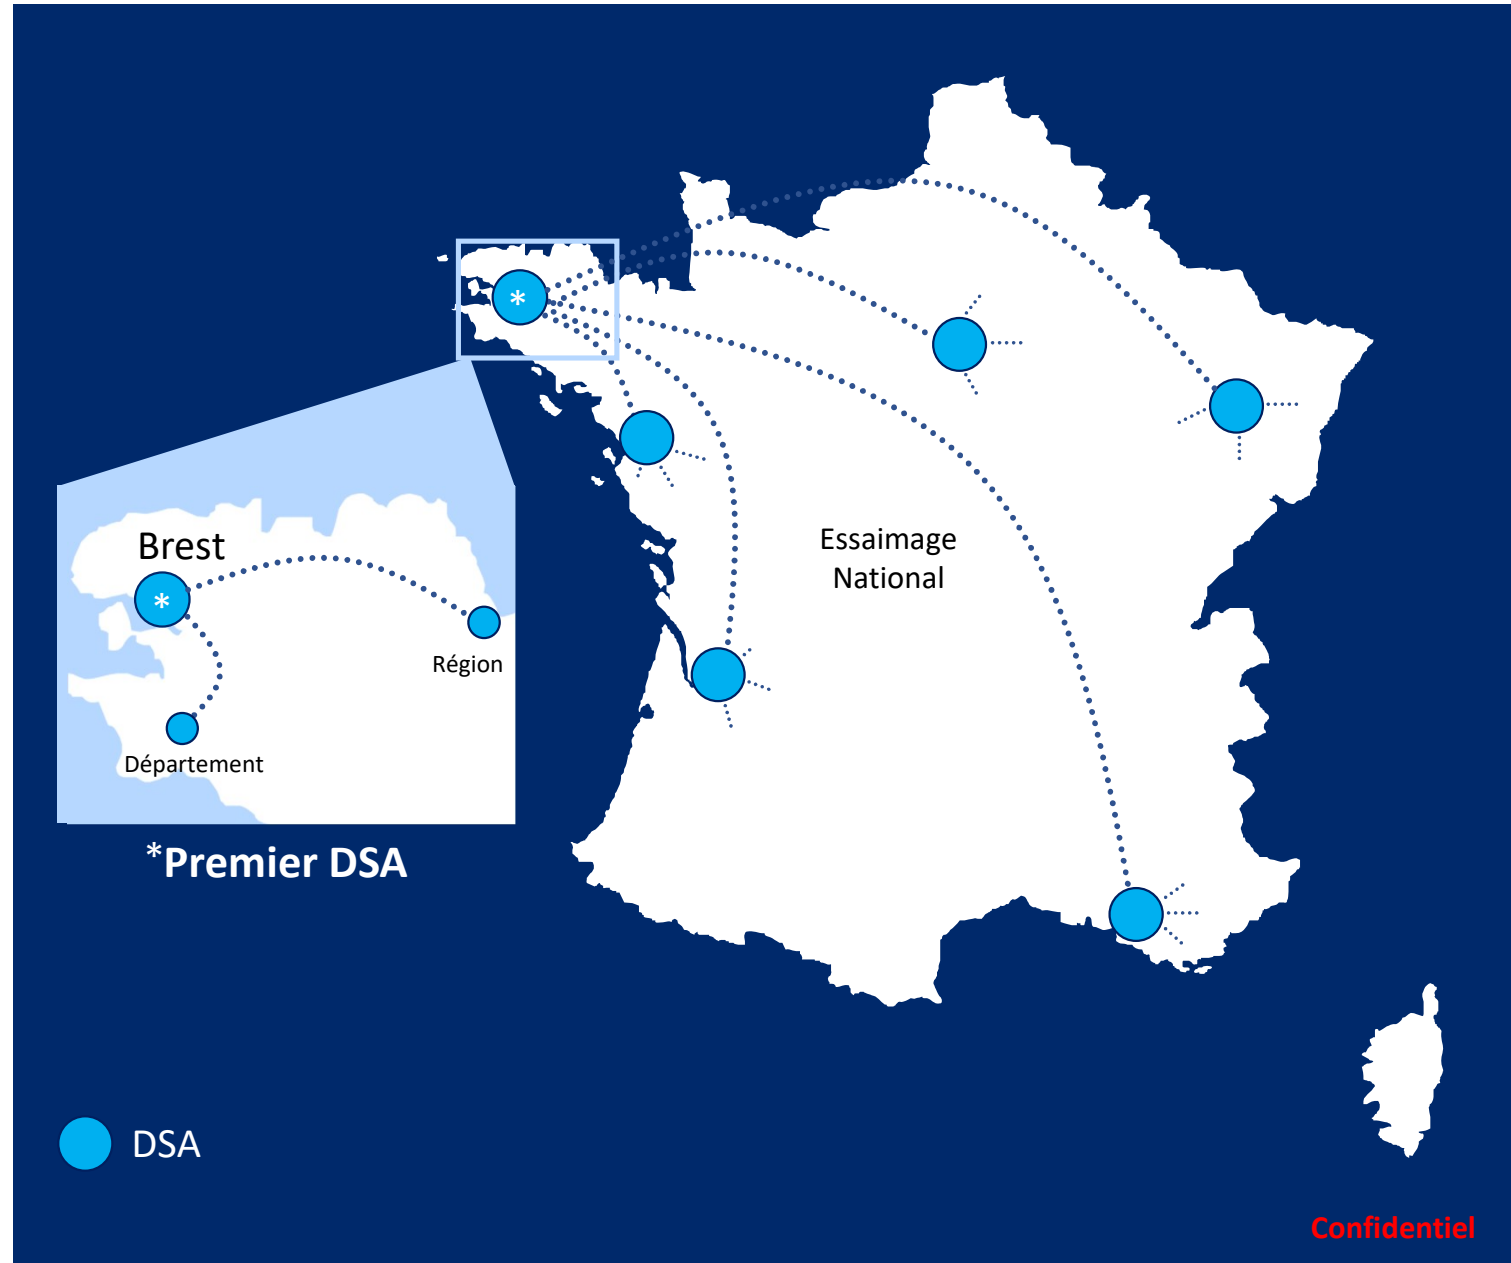 Essaimage
National
Brest
*
*
Région
Département
*Premier DSA
DSA
Confidentiel